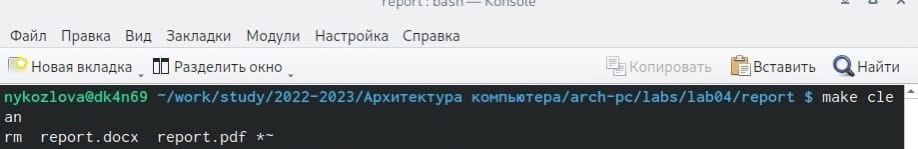 report : bash — Konsole
Файл Правка Вид Закладки Модули Настройка Справка
Новая вкладка Разделить окно Копировать Вставить Найти
nykozlova@dk4n69 ~/work/study/2022-2023/Архитектура компьютера/arch-pc/labs/lab04/report $ make cle
an
rm  report.docx  report.pdf *~